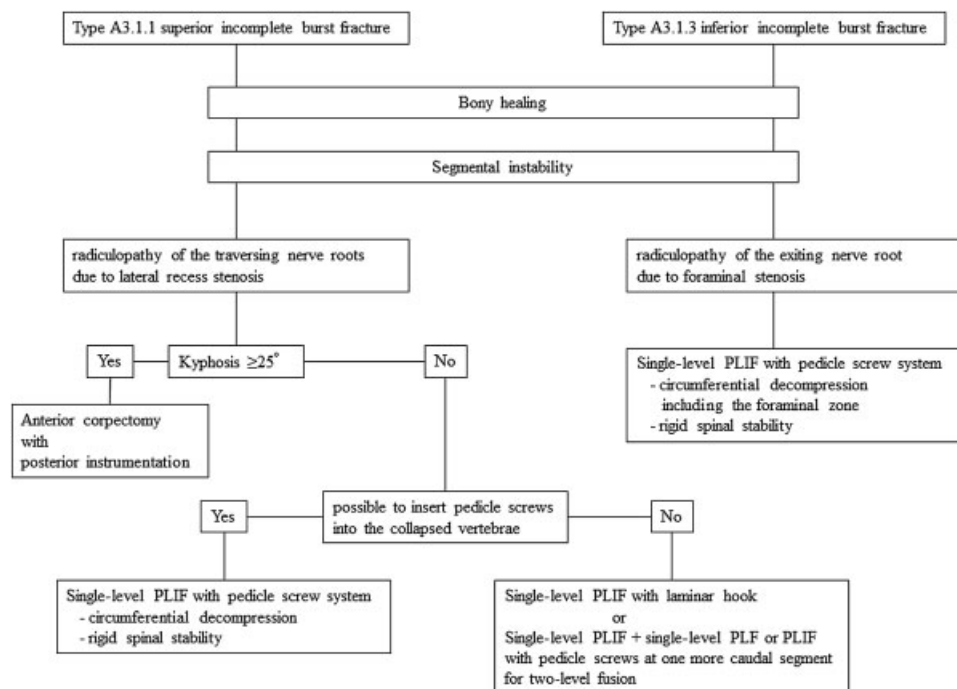 Type A3.1.1 superior incomplete burst fracture
Type A3.1.3 inferior incomplete burst fracture
Bony healing
Segmental instability
radiculopathy of the traversing nerve roots
due to lateral recess stenosis
radiculopathy of the exiting nerve root
due to foraminal stenosis
Yes
Kyphosis ≥25°
No
Single-level PLIF with pedicle screw system
- circumferential decompression
including the foraminal zone
- rigid spinal stability
Anterior corpectomy
with
posterior instrumentation
Yes
possible to insert pedicle screws
into the collapsed vertebrae
No
Single-level PLIF with pedicle screw system
- circumferential decompression
- rigid spinal stability
Single-level PLIF with laminar hook
or
Single-level PLIF + single-level PLF or PLIF
with pedicle screws at one more caudal segment
for two-level fusion